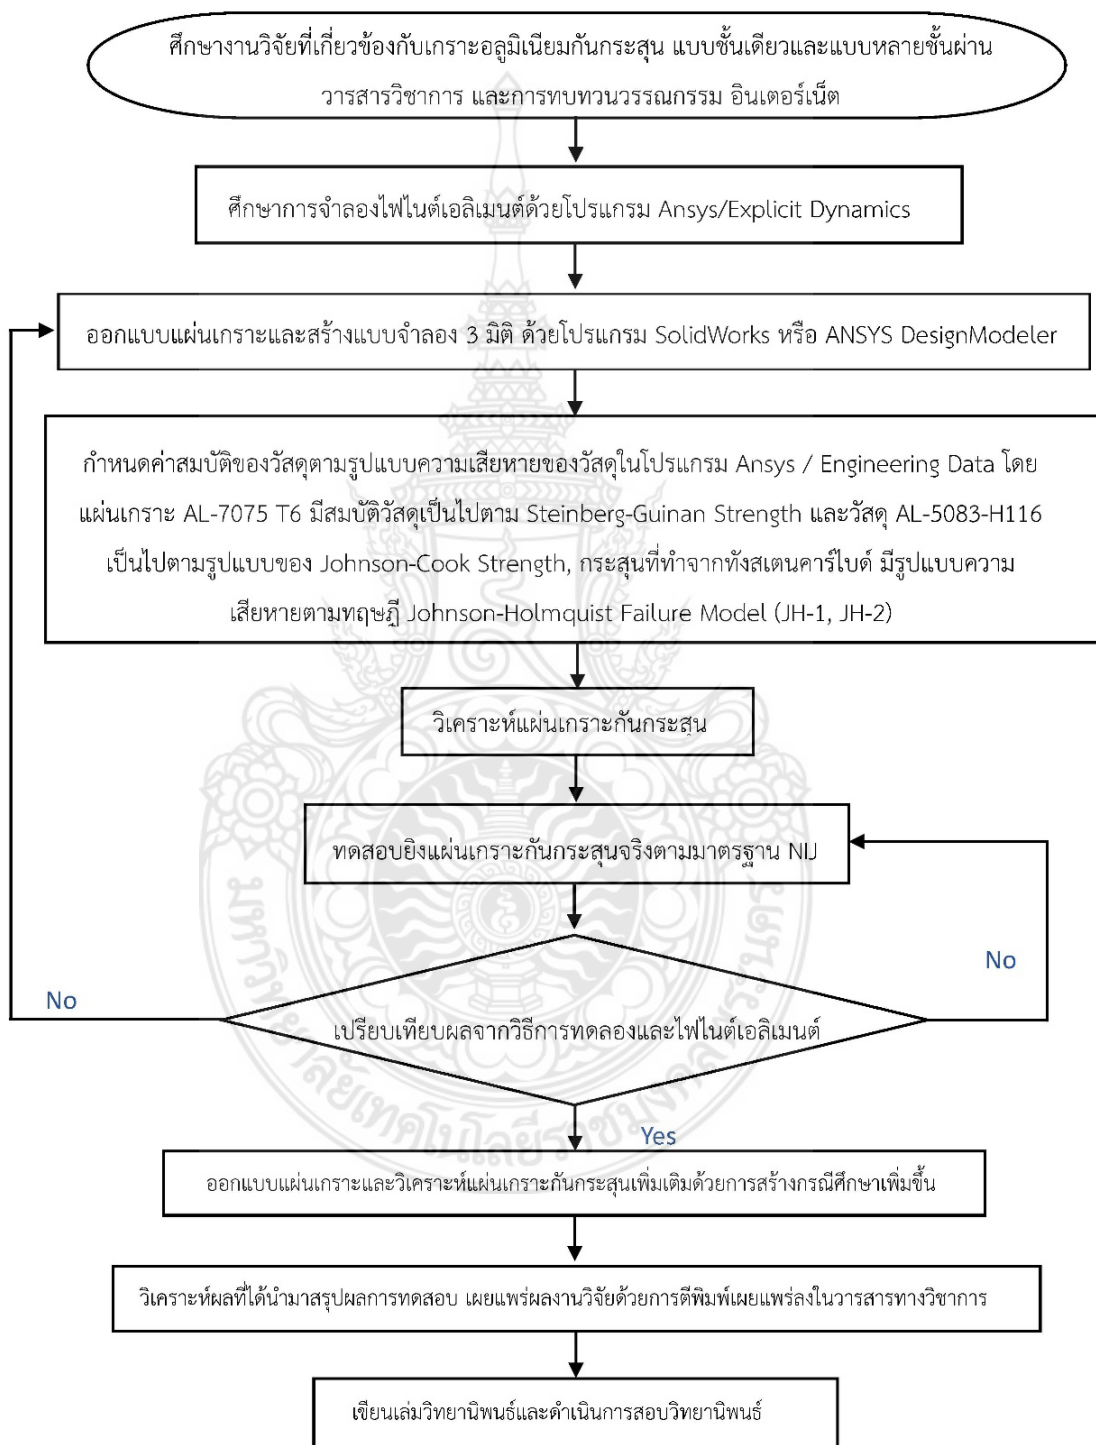 ศึกษางานวิจัยที่เกี่ยวข้องกับเกราะอลูมิเนียมกันกระสุน แบบชั้นเดียวและแบบหลายชั้นผ่าน
วารสารวิชาการ และการทบทวนวรรณกรรม อินเตอร์เน็ต
ศึกษาการจำลองไฟไนต์เอลิเมนต์ด้วยโปรแกรม Ansys/Explicit Dynamics
ออกแบบแผ่นเกราะและสร้างแบบจำลอง 3 มิติ ด้วยโปรแกรม SolidWorks หรือ ANSYS DesignModeler
กำหนดค่าสมบัติของวัสดุตามรูปแบบความเสียหายของวัสดุในโปรแกรม Ansys / Engineering Data โดย
แผ่นเกราะ AL-7075 T6 มีสมบัติวัสดุเป็นไปตาม Steinberg-Guinan Strength และวัสดุ AL-5083-H116
เป็นไปตามรูปแบบของ Johnson-Cook Strength, กระสุนที่ทำจากทังสเตนคาร์ไบด์ มีรูปแบบความ
เสียหายตามทฤษฎี Johnson-Holmquist Failure Model (JH-1, JH-2)
วิเคราะห์แผ่นเกราะกันกระสุน
ทดสอบยิงแผ่นเกราะกันกระสุนจริงตามมาตรฐาน NIJ
No
No
เปรียบเทียบผลจากวิธีการทดลองและไฟไนต์เอลิเมนต์
Yes
ออกแบบแผ่นเกราะและวิเคราะห์แผ่นเกราะกันกระสุนเพิ่มเติมด้วยการสร้างกรณีศึกษาเพิ่มขึ้น
วิเคราะห์ผลที่ได้นำมาสรุปผลการทดสอบ เผยแพร่ผลงานวิจัยด้วยการตีพิมพ์เผยแพร่ลงในวารสารทางวิชาการ
เขียนเล่มวิทยานิพนธ์และดำเนินการสอบวิทยานิพนธ์
มหาวิทยาลัยเทคโนโลยีราชมงคลพระนคร